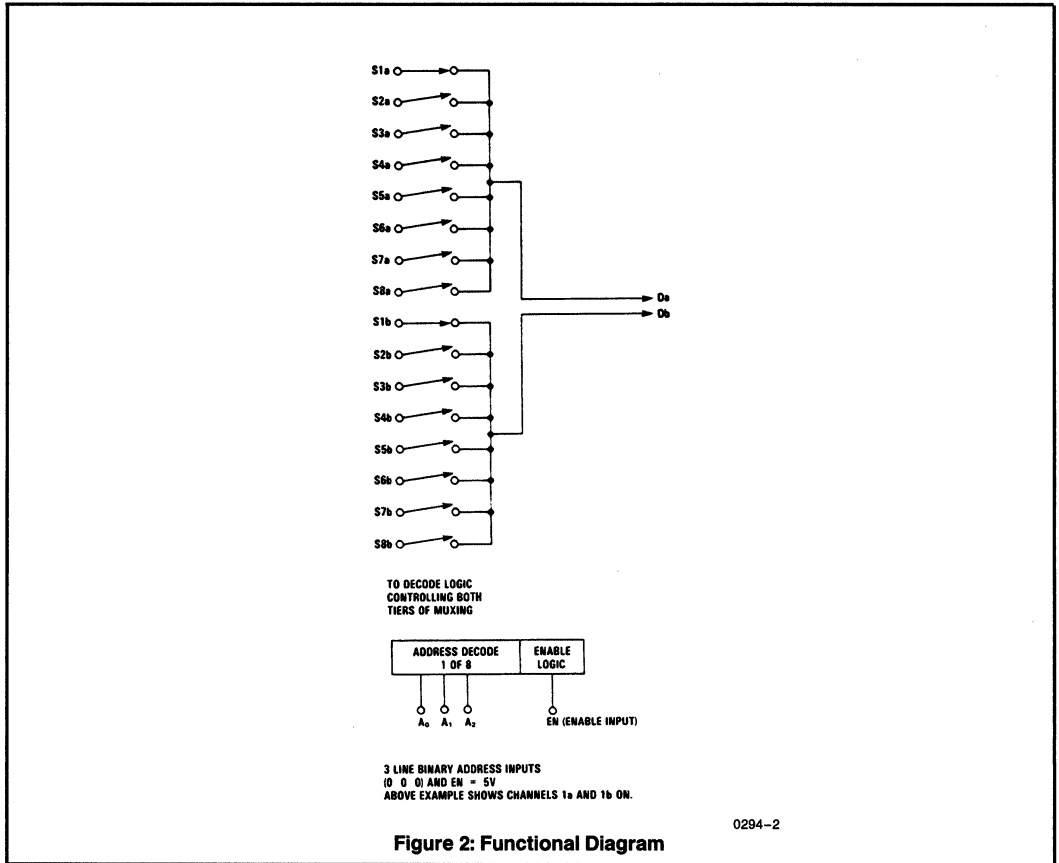 S1a
S2a
S3a
S4a
S5a
S6a
S7a
S8a
Da
Db
S1b
S2b
S3b
S4b
S5b
S6b
S7b
S8b
TO DECODE LOGIC
CONTROLLING BOTH
TIERS OF MUXING
ADDRESS DECODE
1 OF 8
ENABLE
LOGIC
A₀ A₁ A₂
EN (ENABLE INPUT)
3 LINE BINARY ADDRESS INPUTS
(0 0 0) AND EN = 5V
ABOVE EXAMPLE SHOWS CHANNELS 1a AND 1b ON.
0294-2
Figure 2: Functional Diagram